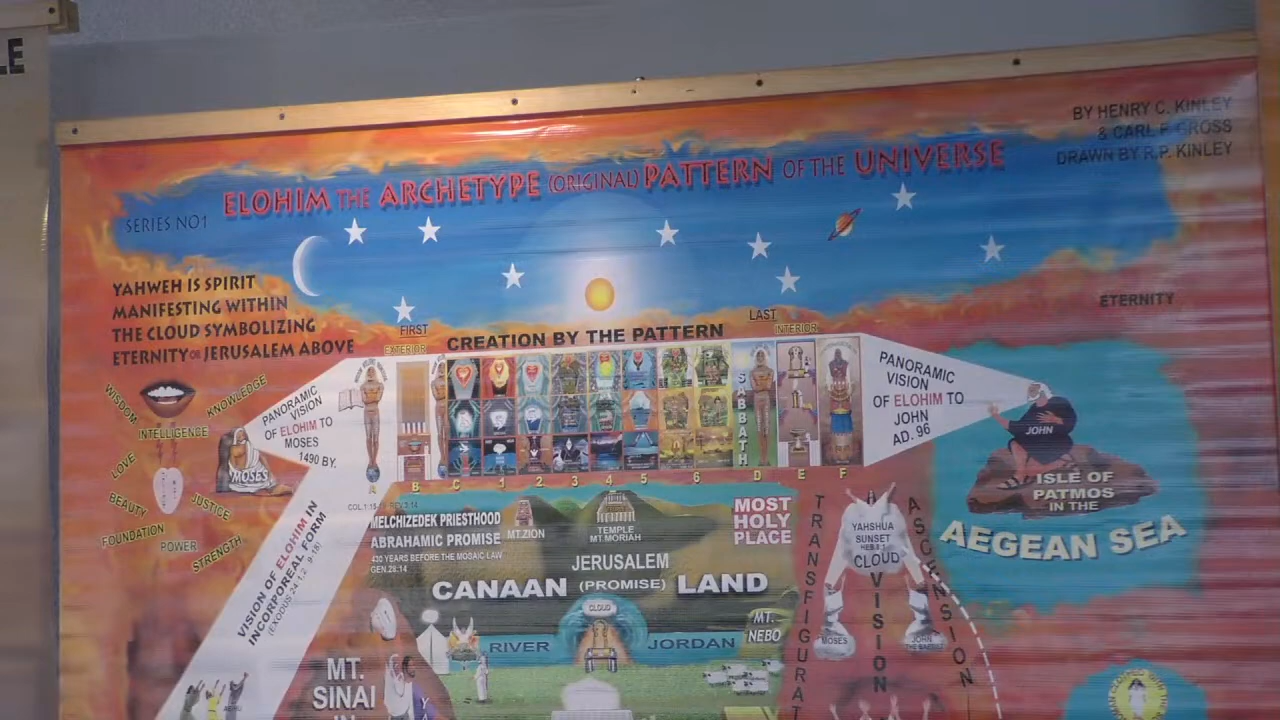 LE
BY HENRY C. KINLEY
& CARL F. GROSS
DRAWN BY R.P. KINLEY
ELOHIM THE ARCHETYPE (ORIGINAL) PATTERN OF THE UNIVERSE
SERIES NO1
YAHWEH IS SPIRIT
MANIFESTING WITHIN
THE CLOUD SYMBOLIZING
ETERNITY OR JERUSALEM ABOVE
ETERNITY
FIRST
EXTERIOR
CREATION BY THE PATTERN
LAST
INTERIOR
WISDOM
KNOWLEDGE
INTELLIGENCE
LOVE
BEAUTY
JUSTICE
FOUNDATION
POWER
STRENGTH
MOSES
PANORAMIC
VISION
OF ELOHIM TO
MOSES
1490 BY.
SABBATH
PANORAMIC
VISION
OF ELOHIM TO
JOHN
AD. 96
JOHN
ISLE OF
PATMOS
IN THE
AEGEAN SEA
A B C 1 2 3 4 5 6 D E F
VISION OF ELOHIM IN
INCORPOREAL FORM
MELCHIZEDEK PRIESTHOOD
ABRAHAMIC PROMISE
430 YEARS BEFORE THE MOSAIC LAW
GEN.28:14
MT.ZION
TEMPLE
MT.MORIAH
MOST
HOLY
PLACE
JERUSALEM
CANAAN (PROMISE) LAND
CLOUD
RIVER JORDAN
MT.
NEBO
TRANSFIGURAT
YAHSHUA
SUNSET
CLOUD
VISION
ASCENSION
MOSES
JOHN
THE BAPTIST
MT.
SINAI